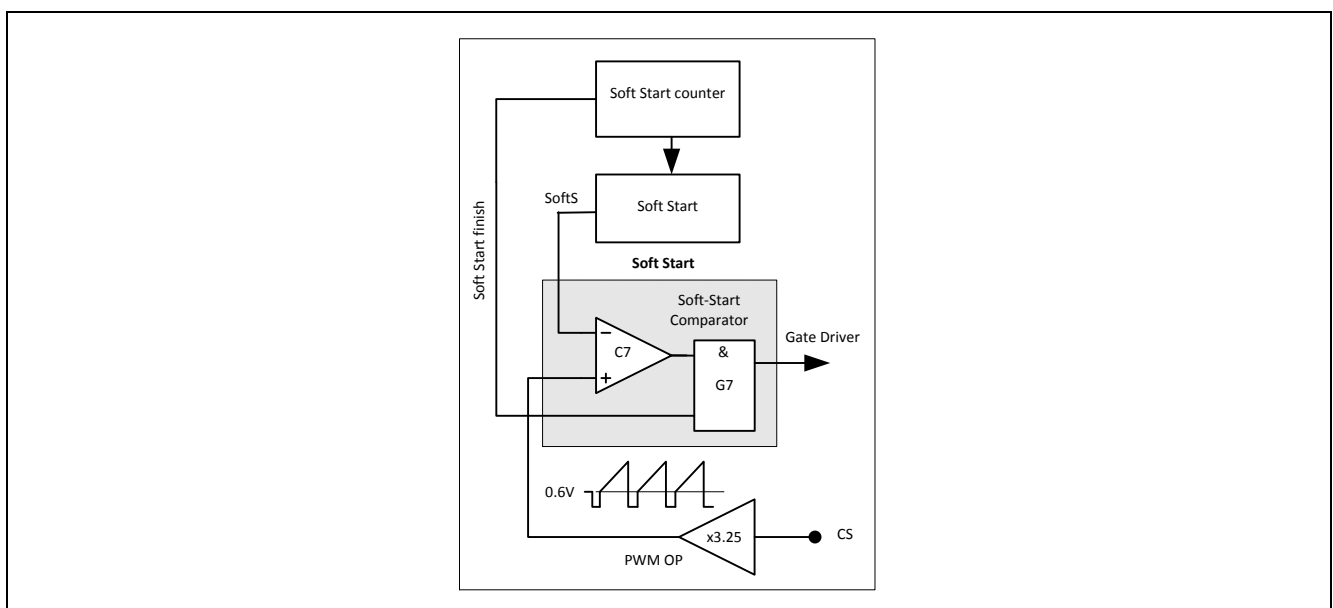 Soft Start counter
SoftS
Soft Start
Soft Start finish
Soft Start
Soft-Start
Comparator
Gate Driver
−
C7
+
&
G7
0.6V
x3.25
CS
PWM OP